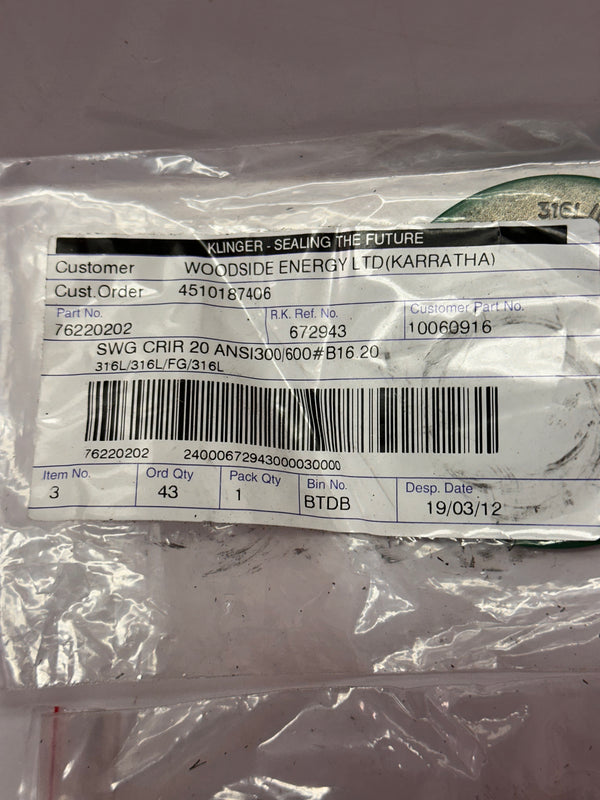 316L/
KLINGER - SEALING THE FUTURE
Customer WOODSIDE ENERGY LTD(KARRATHA)
Cust.Order 4510187406
Part No. R.K. Ref. No. Customer Part No.
76220202 672943 10060916
SWG CRIR 20 ANSI300/600#B16.20
316L/316L/FG/316L
76220202 24000672943000030000
Item No. Ord Qty Pack Qty Bin No. Desp. Date
3 43 1 BTDB 19/03/12